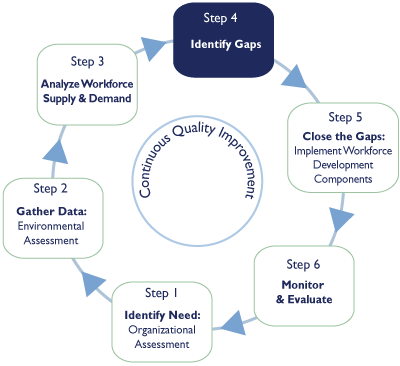 Step 4
Identify Gaps
Step 3
Analyze Workforce
Supply & Demand
Step 5
Close the Gaps:
Implement Workforce
Development
Components
Continuous Quality Improvement
Step 2
Gather Data:
Environmental
Assessment
Step 6
Monitor
& Evaluate
Step 1
Identify Need:
Organizational
Assessment